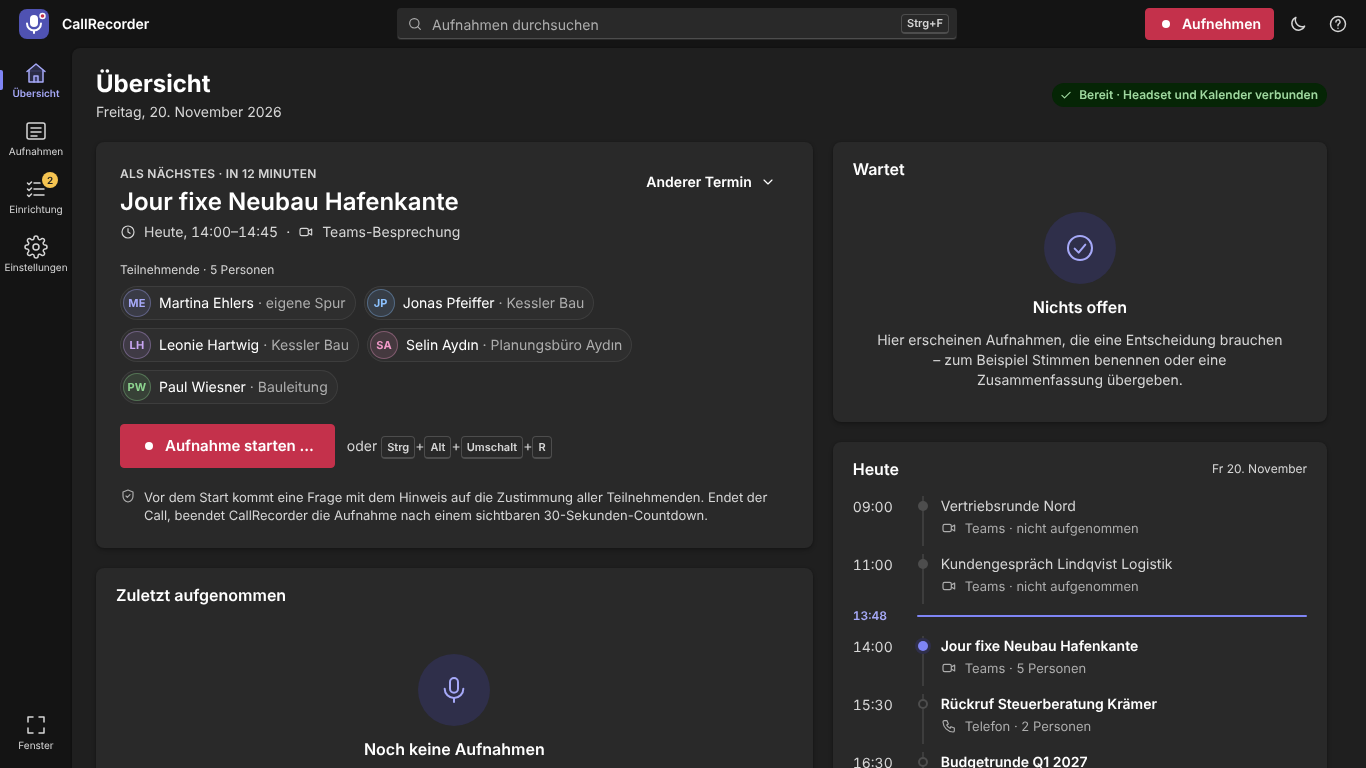 CallRecorder
Aufnahmen durchsuchen
Strg+F
Aufnehmen
Übersicht
Aufnahmen
2
Einrichtung
Einstellungen
Fenster
Übersicht
Freitag, 20. November 2026
Bereit · Headset und Kalender verbunden
ALS NÄCHSTES · IN 12 MINUTEN
Anderer Termin
Jour fixe Neubau Hafenkante
Heute, 14:00–14:45 · Teams-Besprechung
Teilnehmende · 5 Personen
ME Martina Ehlers · eigene Spur
JP Jonas Pfeiffer · Kessler Bau
LH Leonie Hartwig · Kessler Bau
SA Selin Aydın · Planungsbüro Aydın
PW Paul Wiesner · Bauleitung
Aufnahme starten ...
oder Strg + Alt + Umschalt + R
Vor dem Start kommt eine Frage mit dem Hinweis auf die Zustimmung aller Teilnehmenden. Endet der
Call, beendet CallRecorder die Aufnahme nach einem sichtbaren 30-Sekunden-Countdown.
Zuletzt aufgenommen
Noch keine Aufnahmen
Wartet
Nichts offen
Hier erscheinen Aufnahmen, die eine Entscheidung brauchen
– zum Beispiel Stimmen benennen oder eine
Zusammenfassung übergeben.
Heute
Fr 20. November
09:00 Vertriebsrunde Nord
Teams · nicht aufgenommen
11:00 Kundengespräch Lindqvist Logistik
Teams · nicht aufgenommen
13:48
14:00 Jour fixe Neubau Hafenkante
Teams · 5 Personen
15:30 Rückruf Steuerberatung Krämer
Telefon · 2 Personen
16:30 Budgetrunde Q1 2027